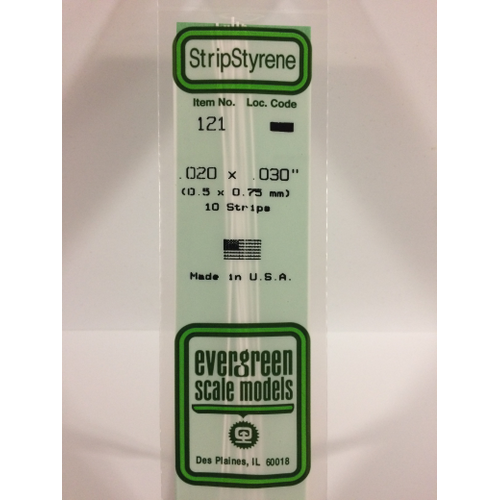 StripStyrene
Item No. Loc. Code
121
.020 x .030"
(0.5 x 0.75 mm)
10 Strips
Made in U.S.A.
evergreen
scale models
Des Plaines, IL 60018